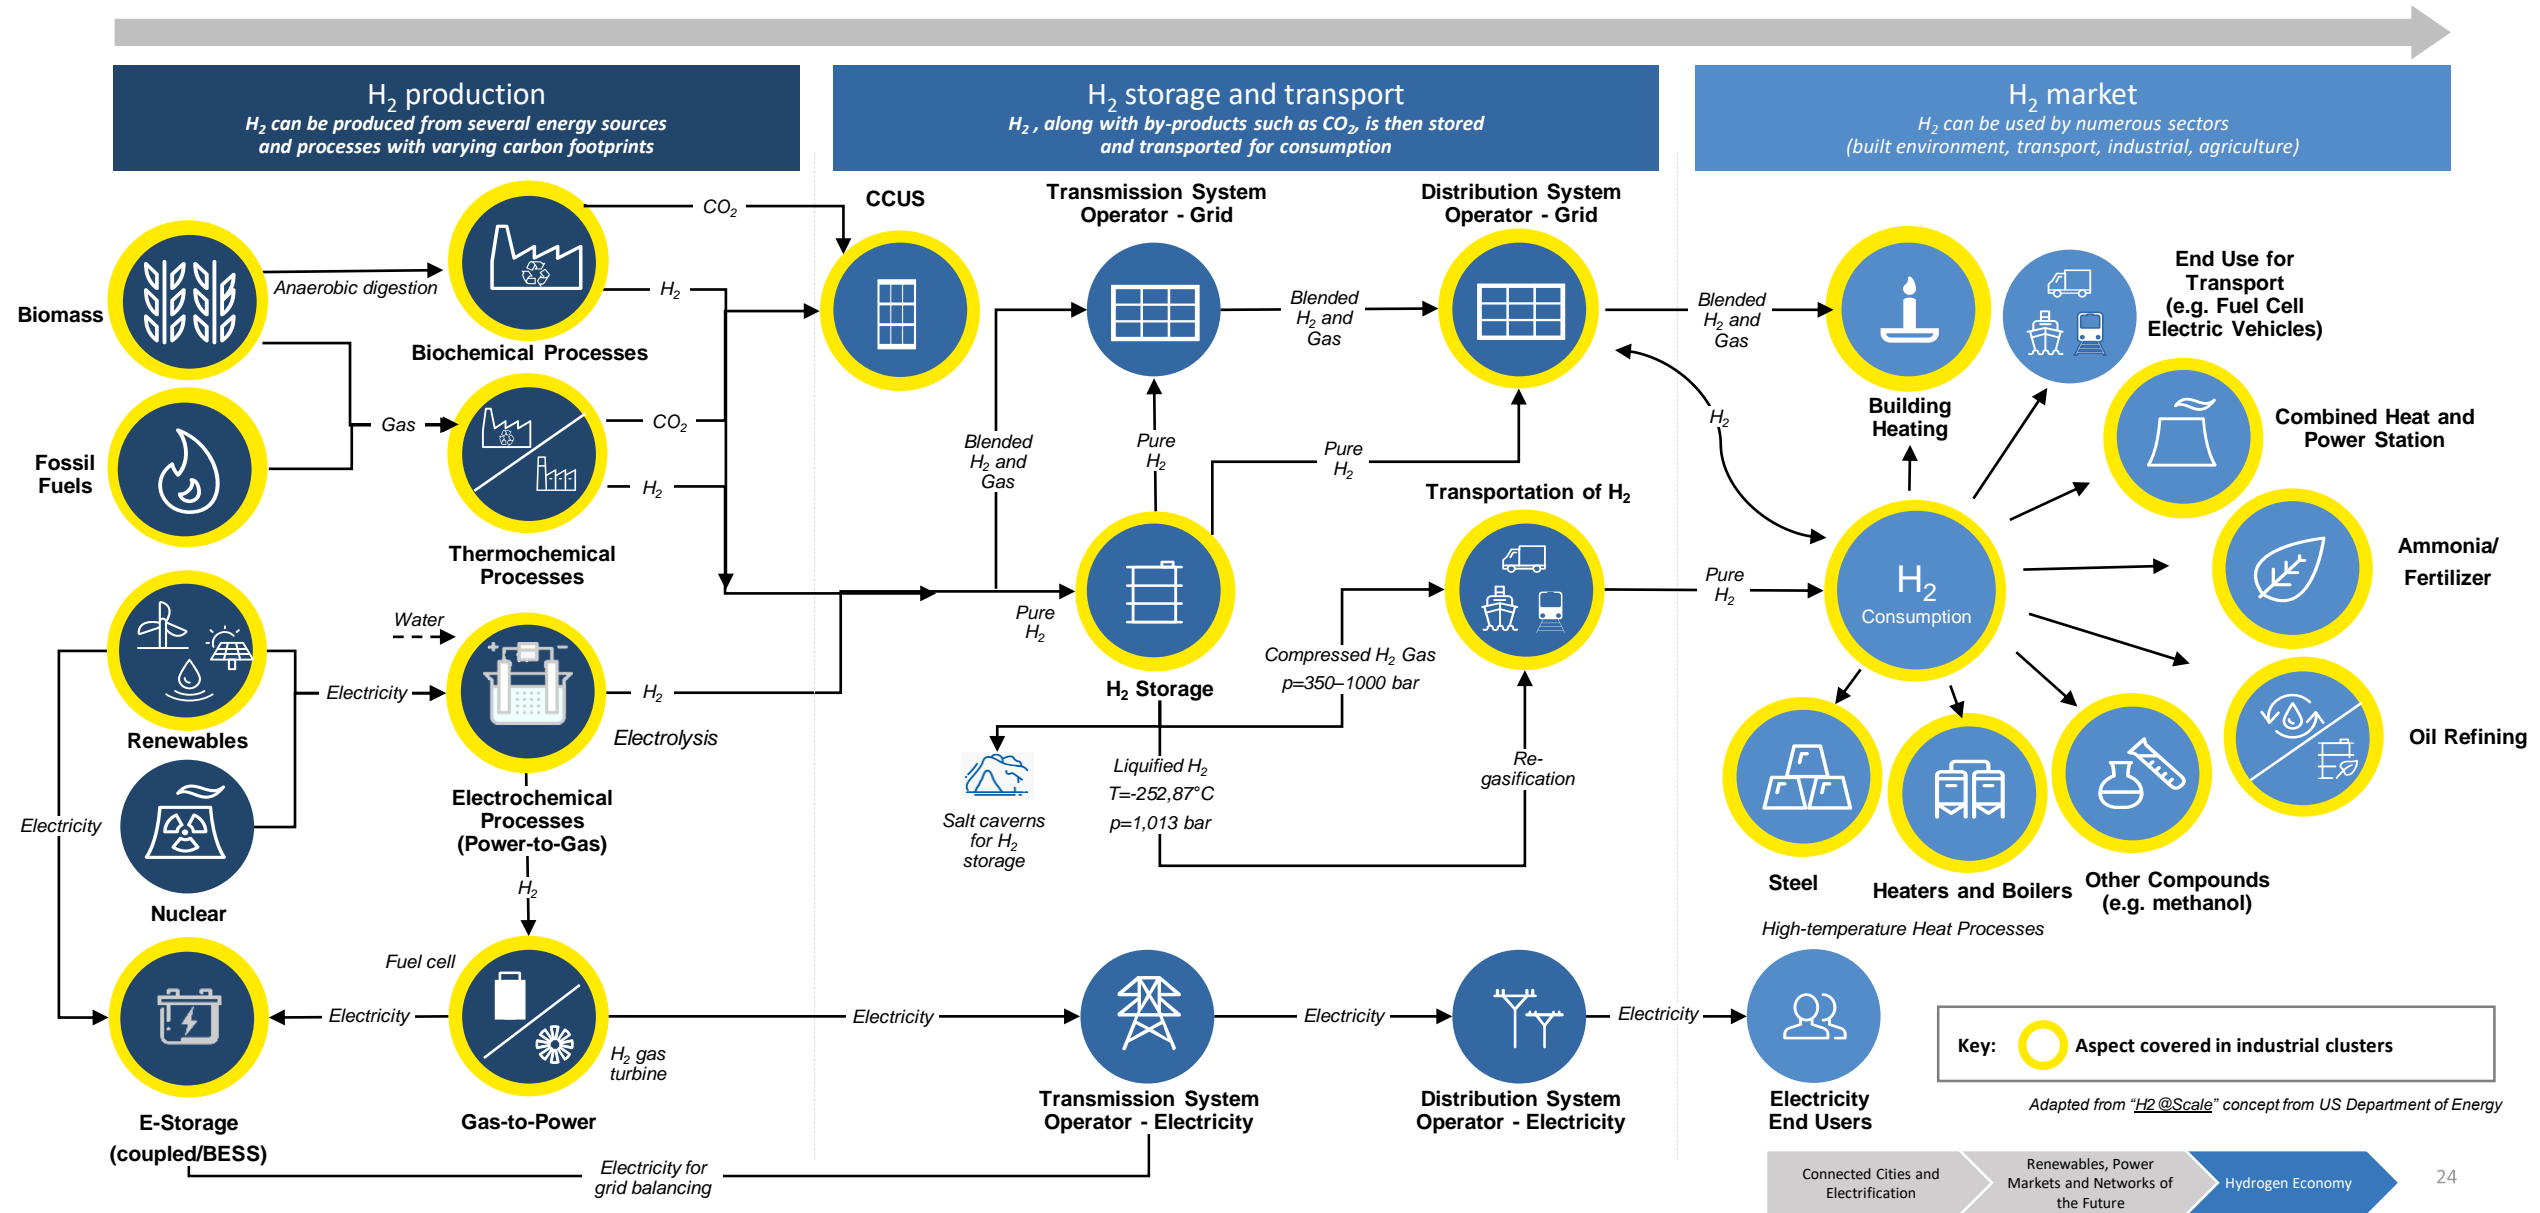 H2 production
H2 can be produced from several energy sources
and processes with varying carbon footprints
H2 storage and transport
H2 , along with by-products such as CO2, is then stored
and transported for consumption
H2 market
H2 can be used by numerous sectors
(built environment, transport, industrial, agriculture)
Biomass
Anaerobic digestion
Biochemical Processes
CO2
H2
Fossil
Fuels
Gas
CO2
H2
Thermochemical
Processes
Renewables
Water
Electricity
H2
Electrolysis
Electrochemical
Processes
(Power-to-Gas)
Electricity
Nuclear
H2
Fuel cell
Electricity
H2 gas
turbine
E-Storage
(coupled/BESS)
Gas-to-Power
Electricity for
grid balancing
CCUS
Transmission System
Operator - Grid
Distribution System
Operator - Grid
Blended
H2 and
Gas
Blended
H2 and
Gas
Pure
H2
Pure
H2
Transportation of H2
Pure
H2
H2 Storage
Compressed H2 Gas
p=350–1000 bar
Salt caverns
for H2
storage
Liquified H2
T=-252,87°C
p=1,013 bar
Re-
gasification
Electricity
Transmission System
Operator - Electricity
Electricity
Distribution System
Operator - Electricity
Electricity
Blended
H2 and
Gas
H2
Pure
H2
Building
Heating
End Use for
Transport
(e.g. Fuel Cell
Electric Vehicles)
Combined Heat and
Power Station
Ammonia/
Fertilizer
H2
Consumption
Oil Refining
Steel
Heaters and Boilers
Other Compounds
(e.g. methanol)
High-temperature Heat Processes
Electricity
End Users
Key:
Aspect covered in industrial clusters
Adapted from “H2@Scale” concept from US Department of Energy
Connected Cities and
Electrification
Renewables, Power
Markets and Networks of
the Future
Hydrogen Economy
24